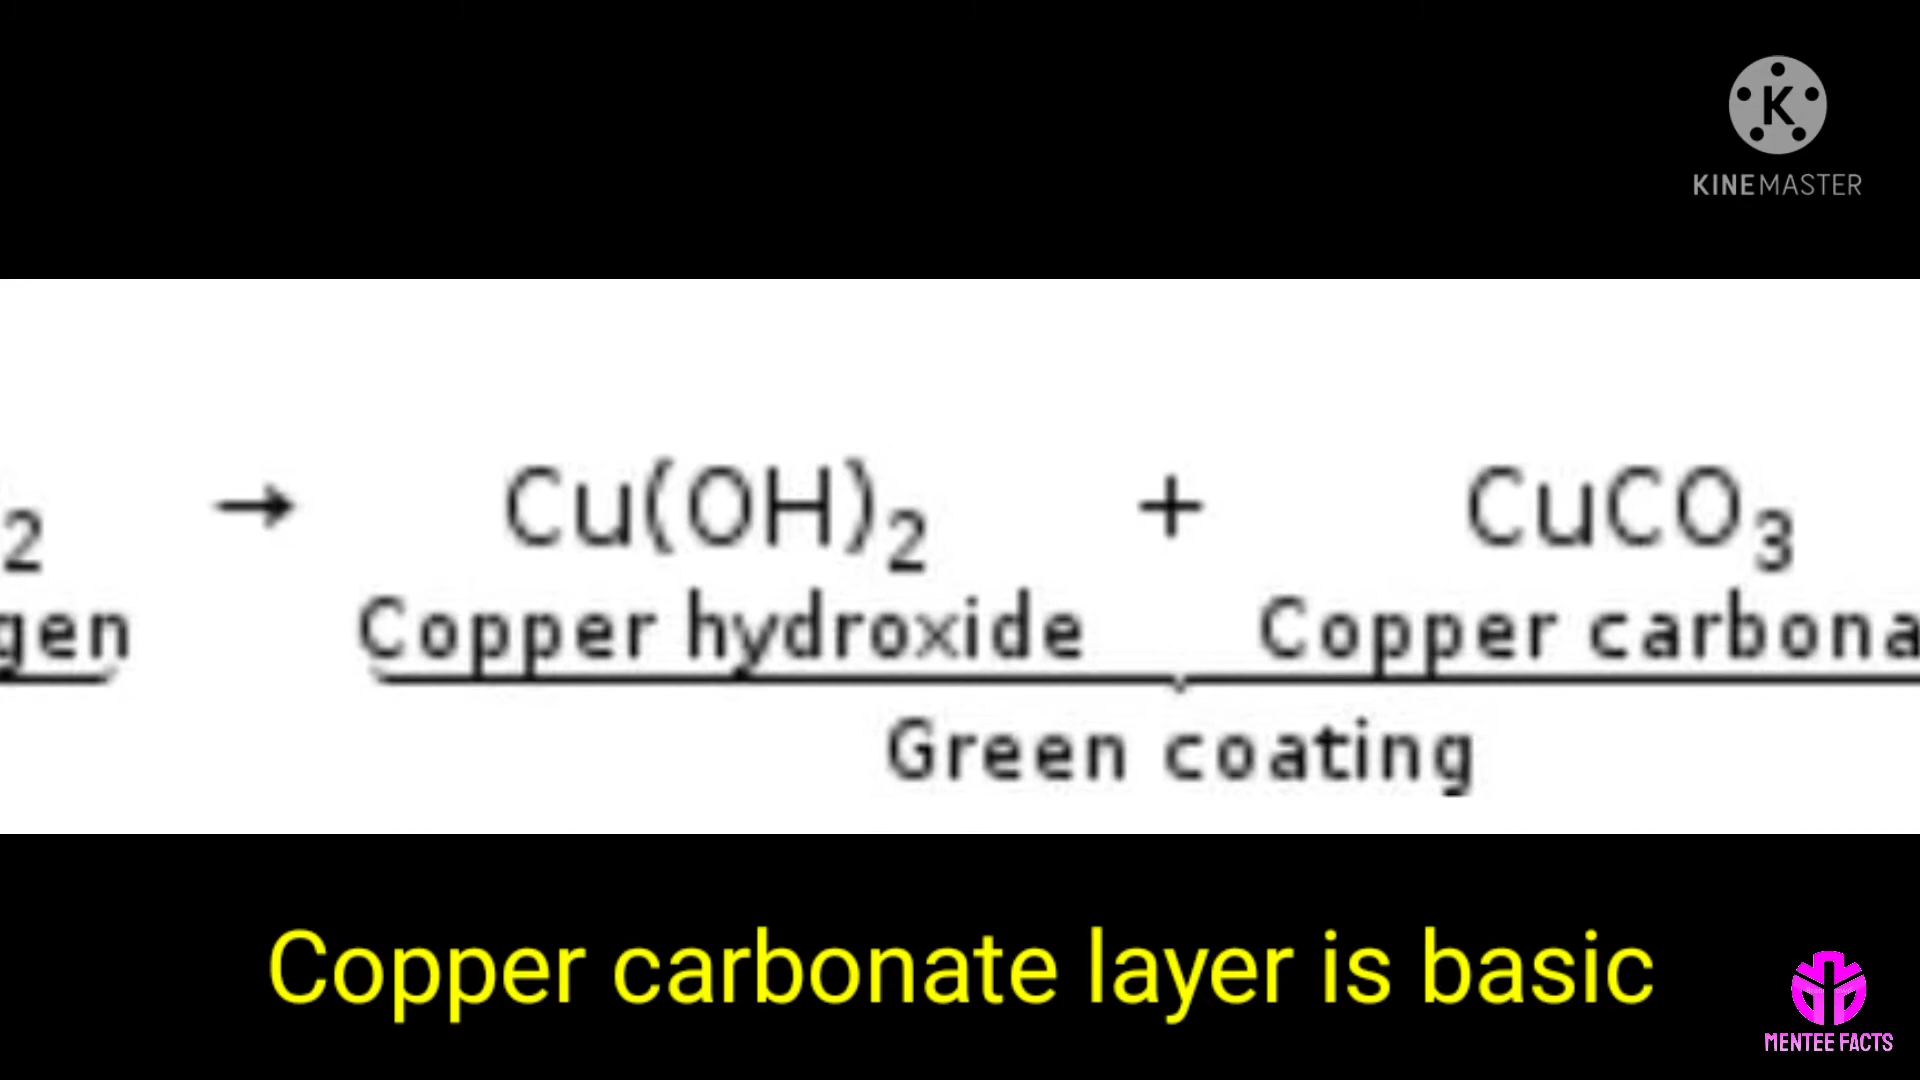 K
KINEMASTER
2 → Cu(OH)2 + CuCO3
gen Copper hydroxide Copper carbona
Green coating
Copper carbonate layer is basic
MENTEE FACTS